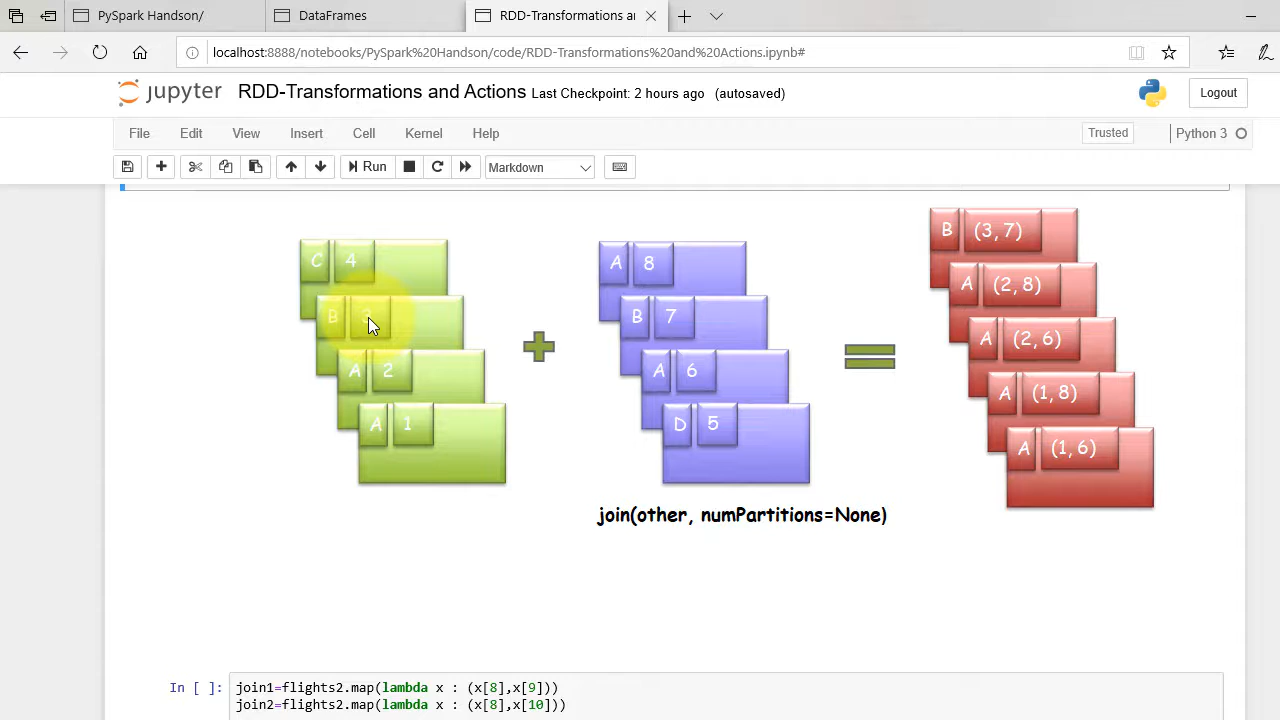 PySpark Handson/
DataFrames
RDD-Transformations aı
localhost:8888/notebooks/PySpark%20Handson/code/RDD-Transformations%20and%20Actions.ipynb#
jupyter RDD-Transformations and Actions Last Checkpoint: 2 hours ago (autosaved)
Logout
File Edit View Insert Cell Kernel Help
Trusted
Python 3
Run
Markdown
C 4
B
A 2
A 1
A 8
B 7
A 6
D 5
B (3, 7)
A (2, 8)
A (2, 6)
A (1, 8)
A (1, 6)
join(other, numPartitions=None)
In [ ]:
join1=flights2.map(lambda x : (x[8],x[9]))
join2=flights2.map(lambda x : (x[8],x[10]))